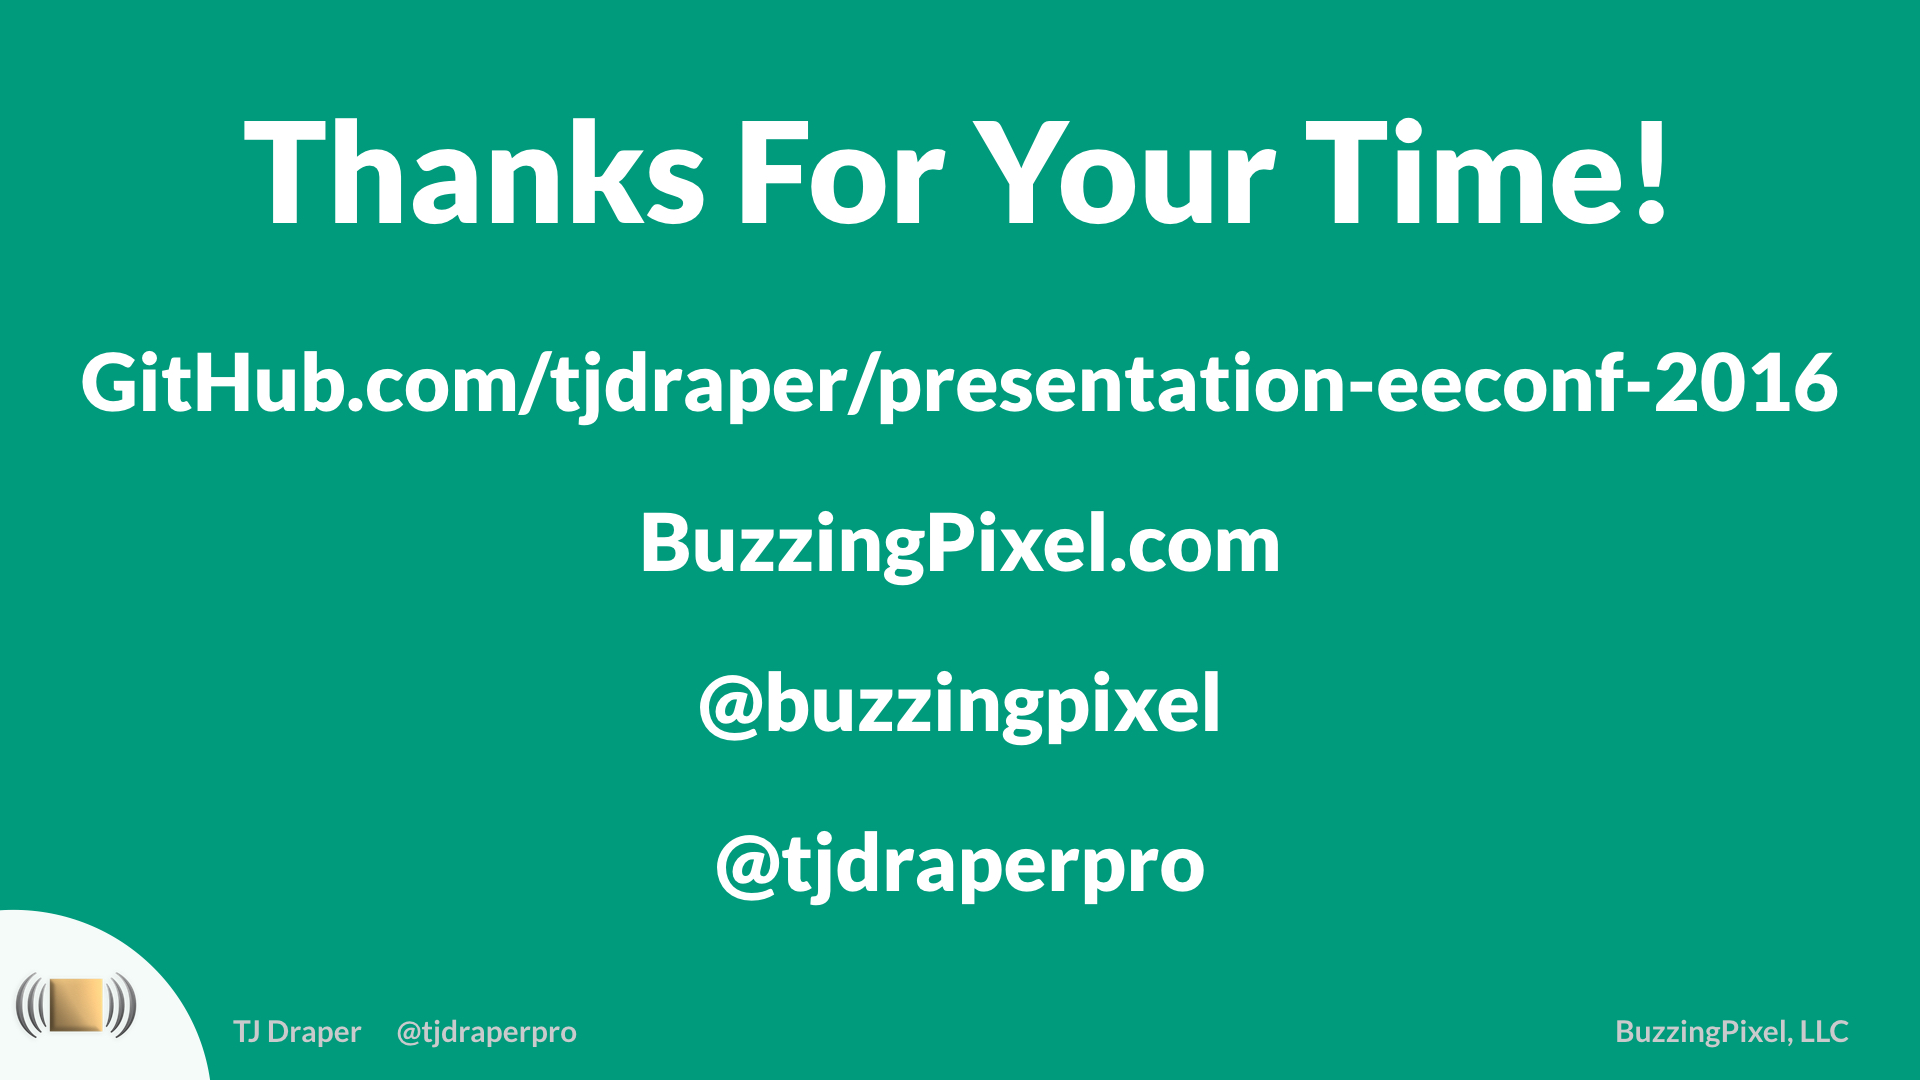 Thanks For Your Time!
GitHub.com/tjdraper/presentation-eeconf-2016
BuzzingPixel.com
@buzzingpixel
@tjdraperpro
TJ Draper @tjdraperpro
BuzzingPixel, LLC